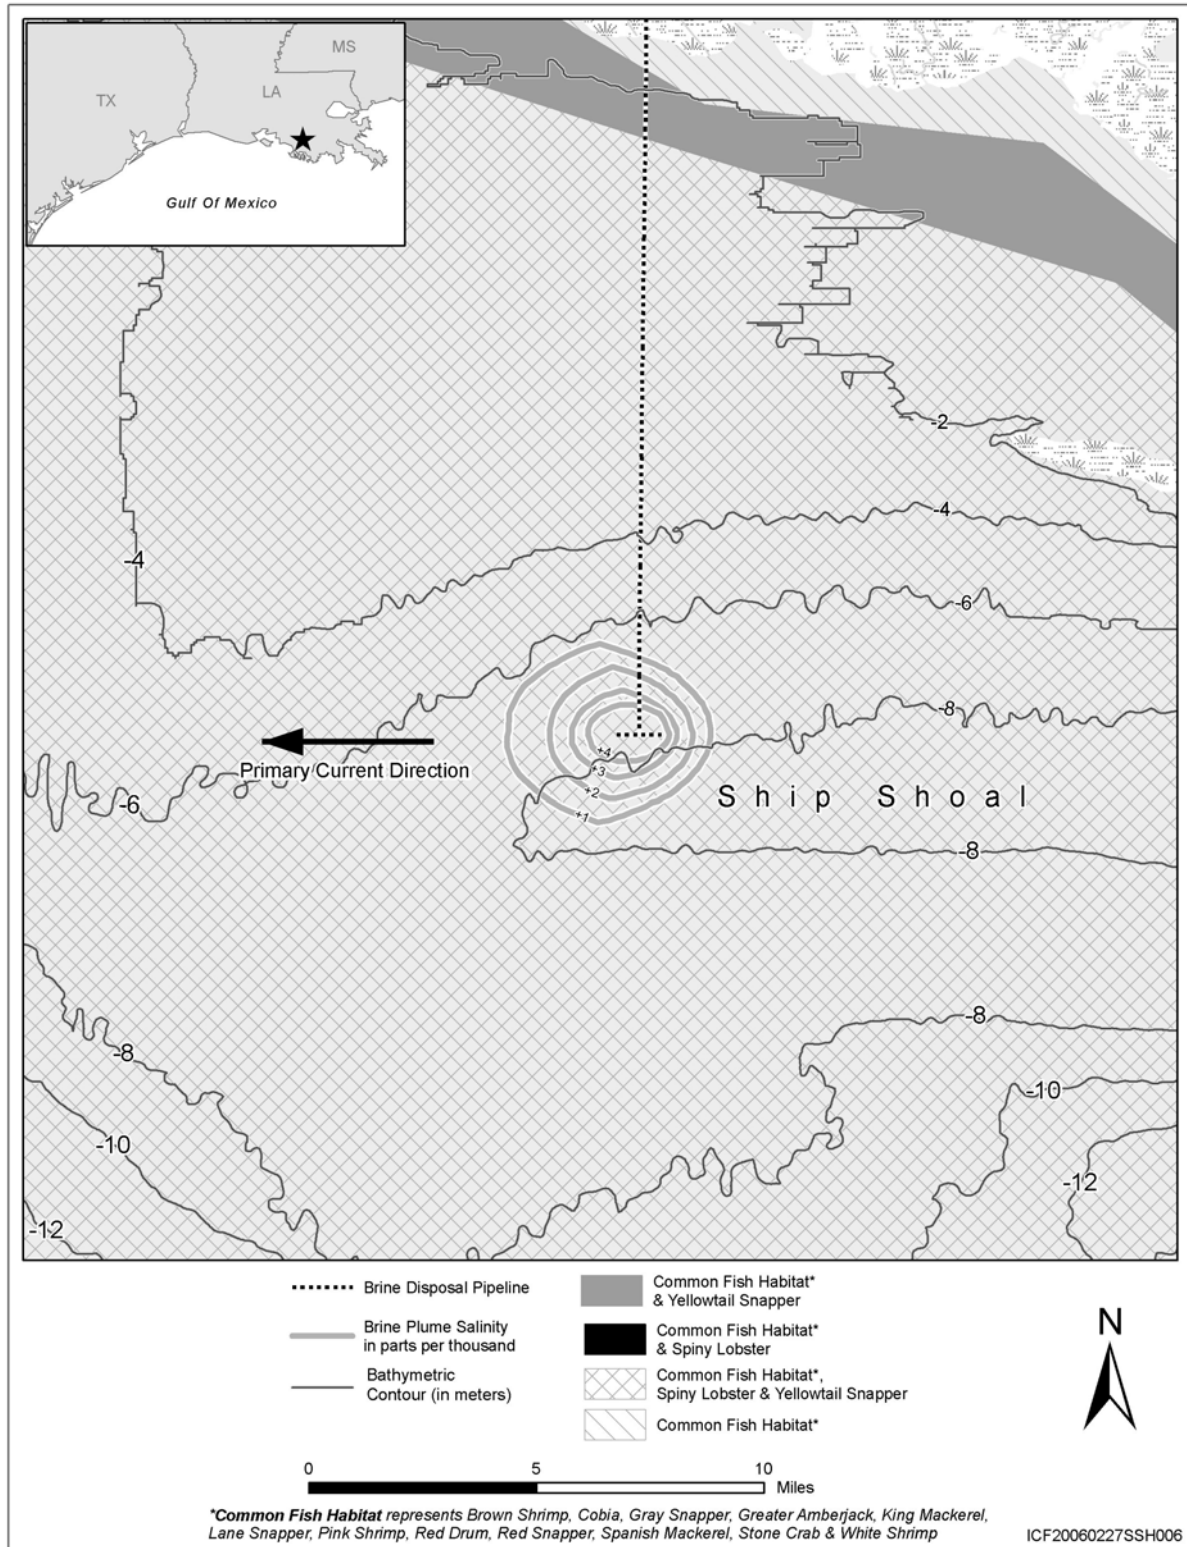 MS
TX
LA
Gulf Of Mexico
-2
-4
-4
-6
-8
Primary Current Direction
+4
+3
-6
+2
Ship Shoal
+1
-8
-8
-8
-10
-10
-12
-12
Brine Disposal Pipeline
Brine Plume Salinity
in parts per thousand
Bathymetric
Contour (in meters)
Common Fish Habitat*
& Yellowtail Snapper
Common Fish Habitat*
& Spiny Lobster
Common Fish Habitat*,
Spiny Lobster & Yellowtail Snapper
Common Fish Habitat*
N
0 5 10
Miles
*Common Fish Habitat represents Brown Shrimp, Cobia, Gray Snapper, Greater Amberjack, King Mackerel,
Lane Snapper, Pink Shrimp, Red Drum, Red Snapper, Spanish Mackerel, Stone Crab & White Shrimp
ICF20060227SSH006